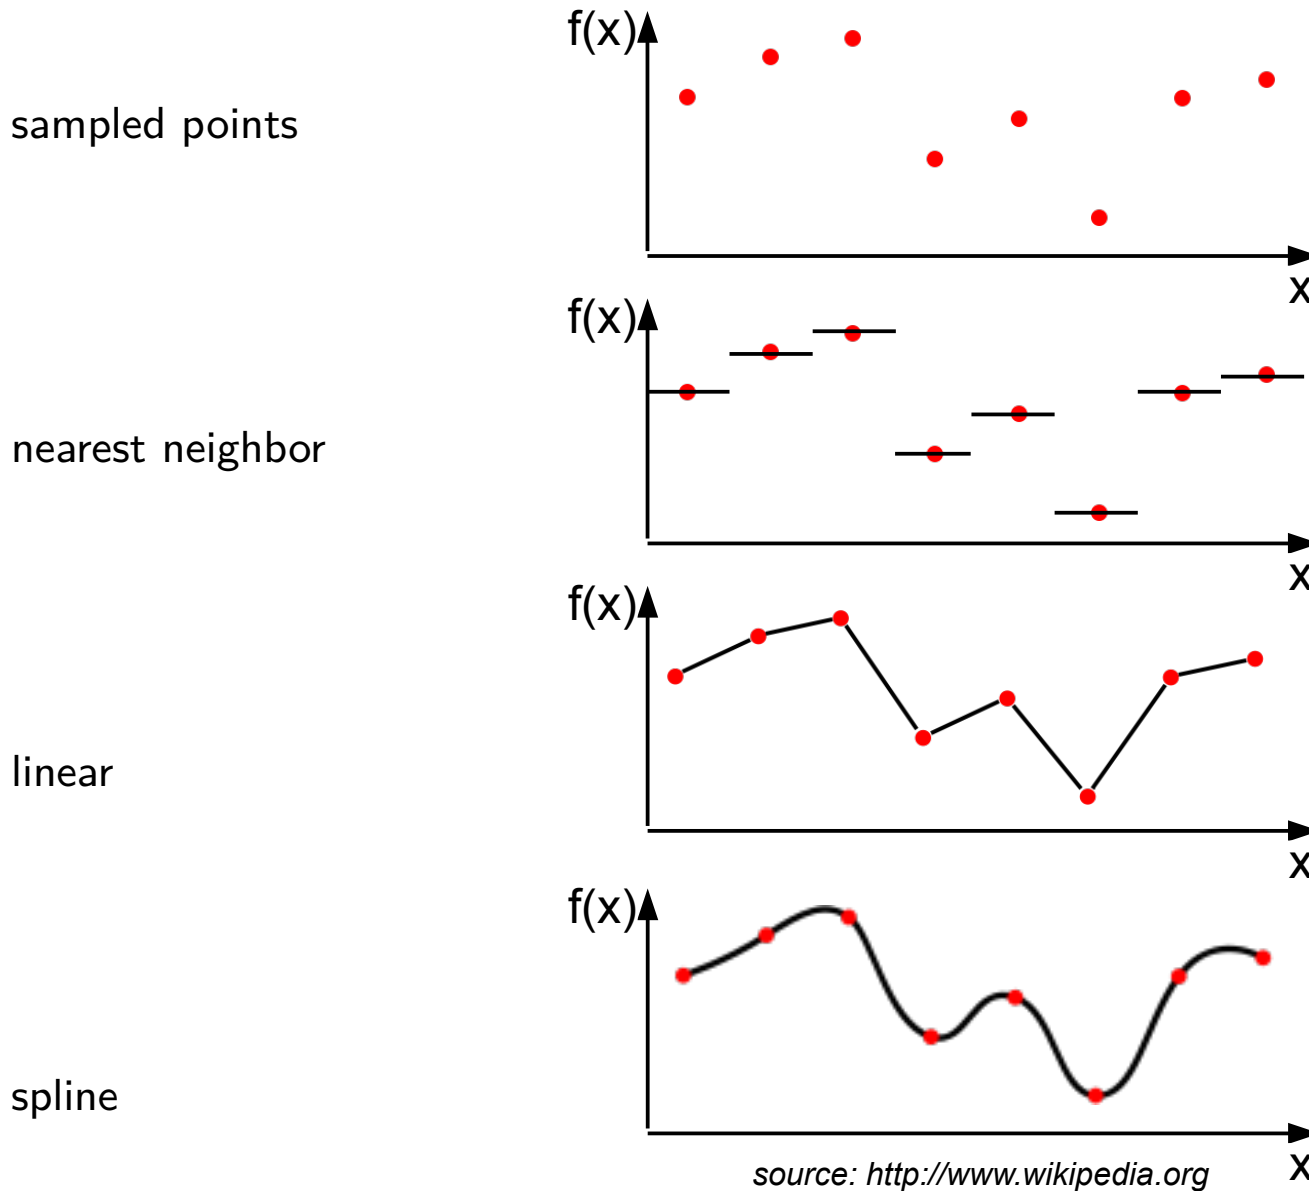 f(x)
sampled points
x
f(x)
nearest neighbor
x
f(x)
linear
x
f(x)
spline
x
source: http://www.wikipedia.org